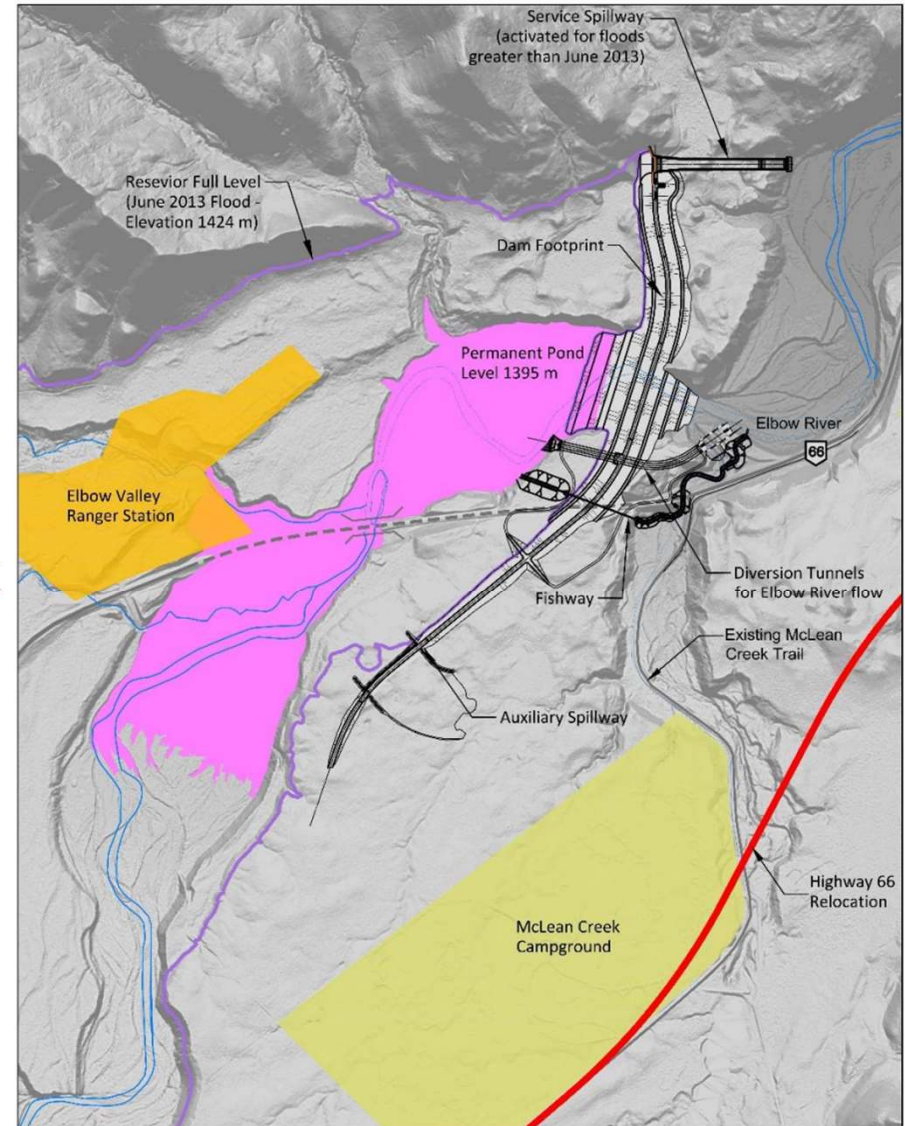 Service Spillway
(activated for floods
greater than June 2013)
Resevior Full Level
(June 2013 Flood -
Elevation 1424 m)
Dam Footprint
Permanent Pond
Level 1395 m
Elbow River
66
Elbow Valley
Ranger Station
Diversion Tunnels
for Elbow River flow
Fishway
Existing McLean
Creek Trail
Auxiliary Spillway
Highway 66
Relocation
McLean Creek
Campground